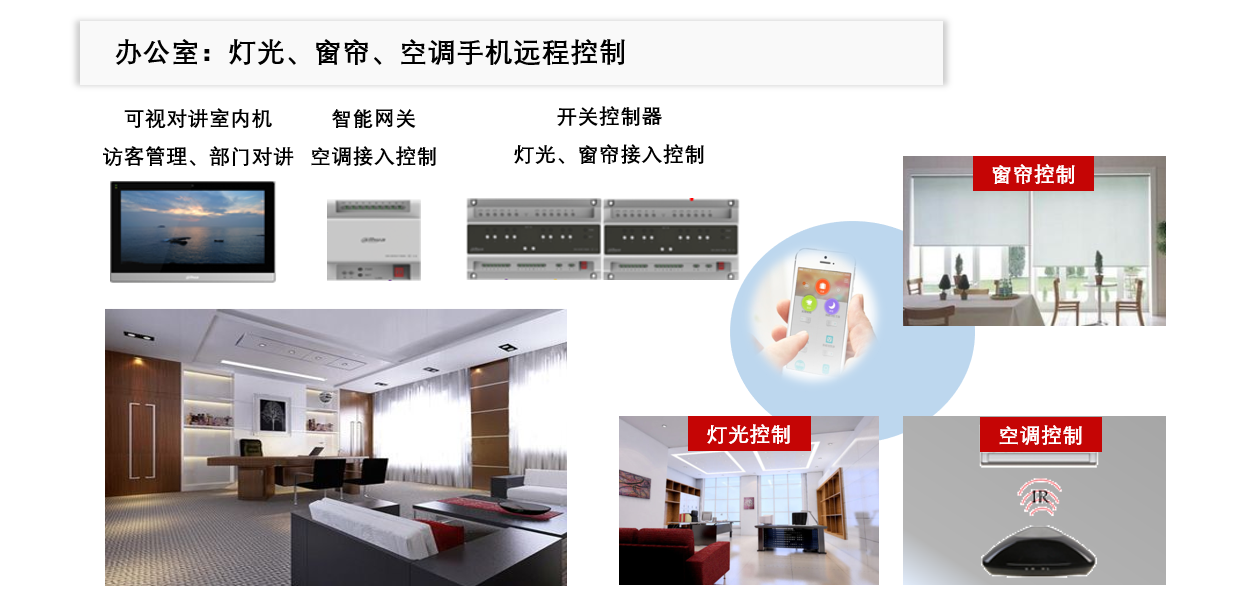 办公室：灯光、窗帘、空调手机远程控制
可视对讲室内机
访客管理、部门对讲
智能网关
空调接入控制
开关控制器
灯光、窗帘接入控制
窗帘控制
灯光控制
空调控制
IR